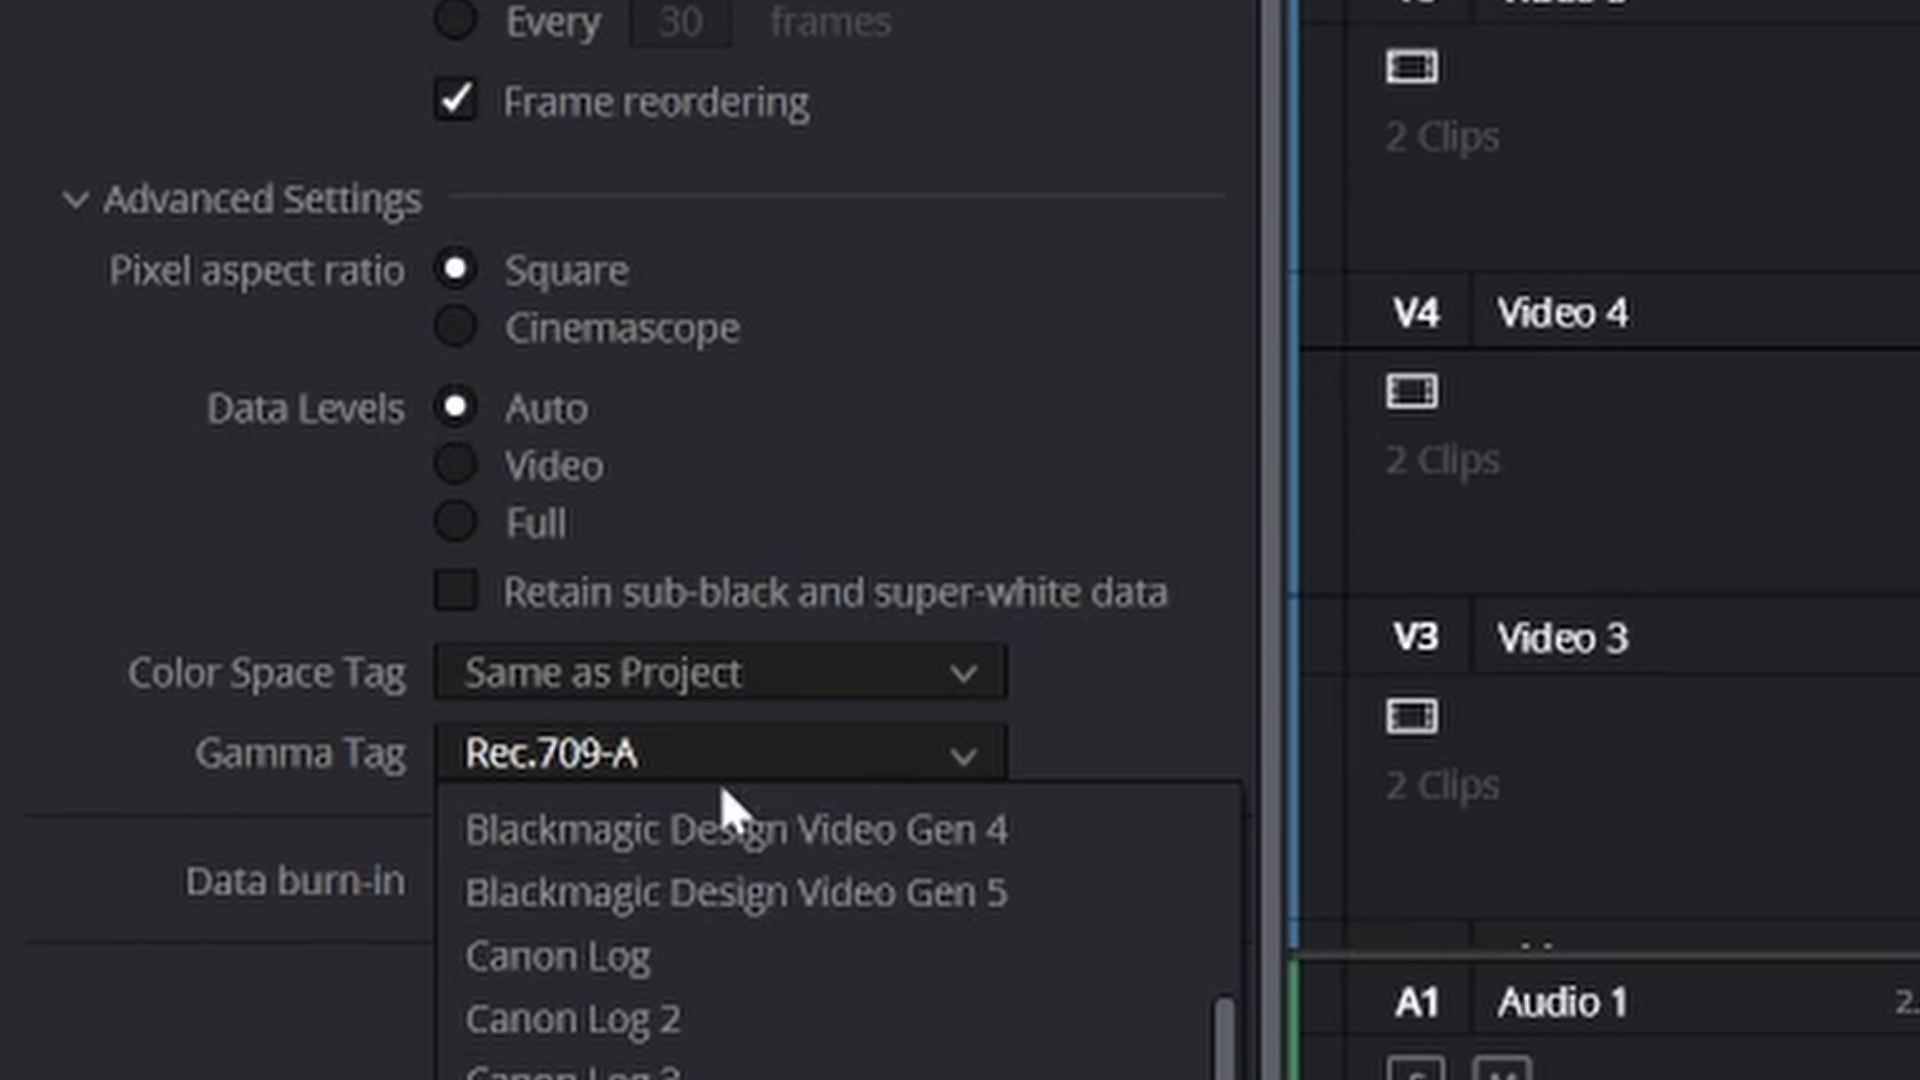 Every 30 frames
Frame reordering
2 Clips
Advanced Settings
Pixel aspect ratio Square
Cinemascope
V4 Video 4
Data Levels Auto
Video
2 Clips
Full
Retain sub-black and super-white data
V3 Video 3
Color Space Tag Same as Project
Gamma Tag Rec.709-A
2 Clips
Blackmagic Design Video Gen 4
Data burn-in
Blackmagic Design Video Gen 5
Canon Log
A1 Audio 1 2.
Canon Log 2